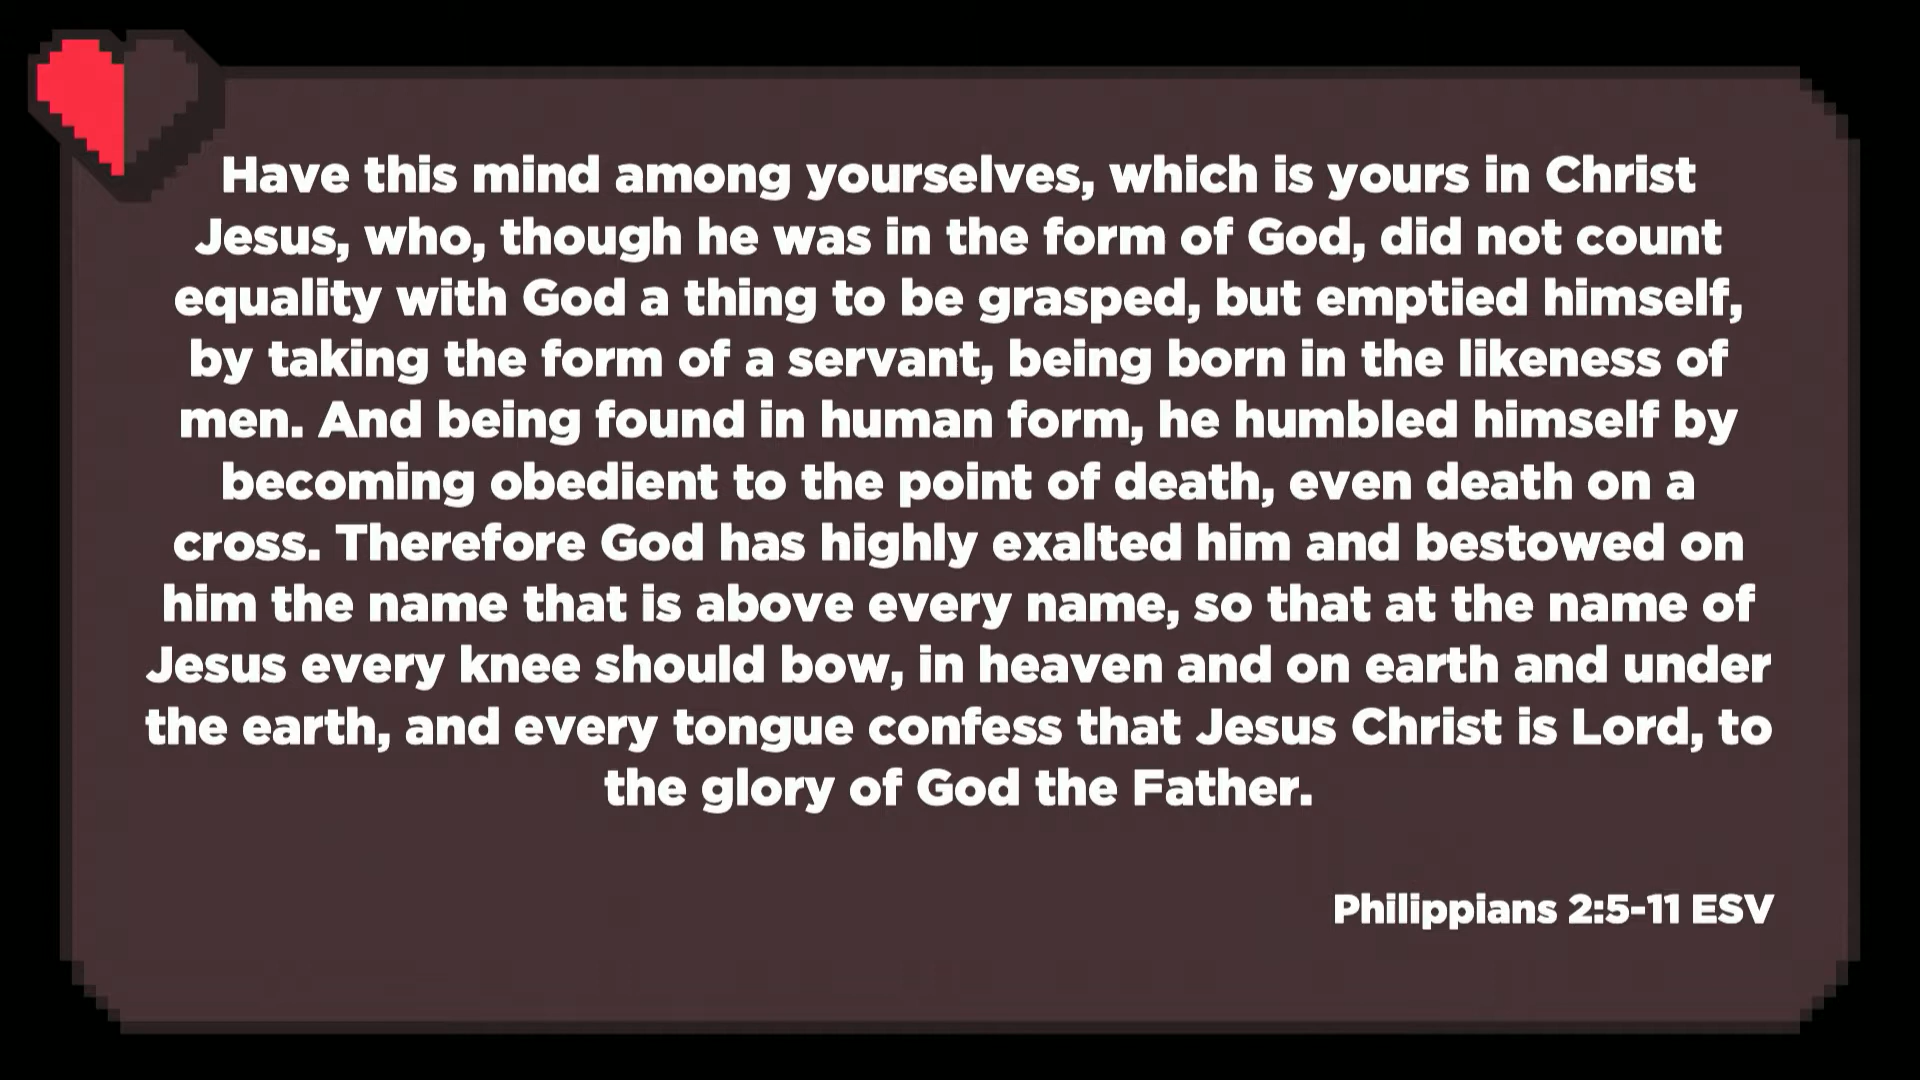 Have this mind among yourselves, which is yours in Christ
Jesus, who, though he was in the form of God, did not count
equality with God a thing to be grasped, but emptied himself,
by taking the form of a servant, being born in the likeness of
men. And being found in human form, he humbled himself by
becoming obedient to the point of death, even death on a
cross. Therefore God has highly exalted him and bestowed on
him the name that is above every name, so that at the name of
Jesus every knee should bow, in heaven and on earth and under
the earth, and every tongue confess that Jesus Christ is Lord, to
the glory of God the Father.
Philippians 2:5-11 ESV